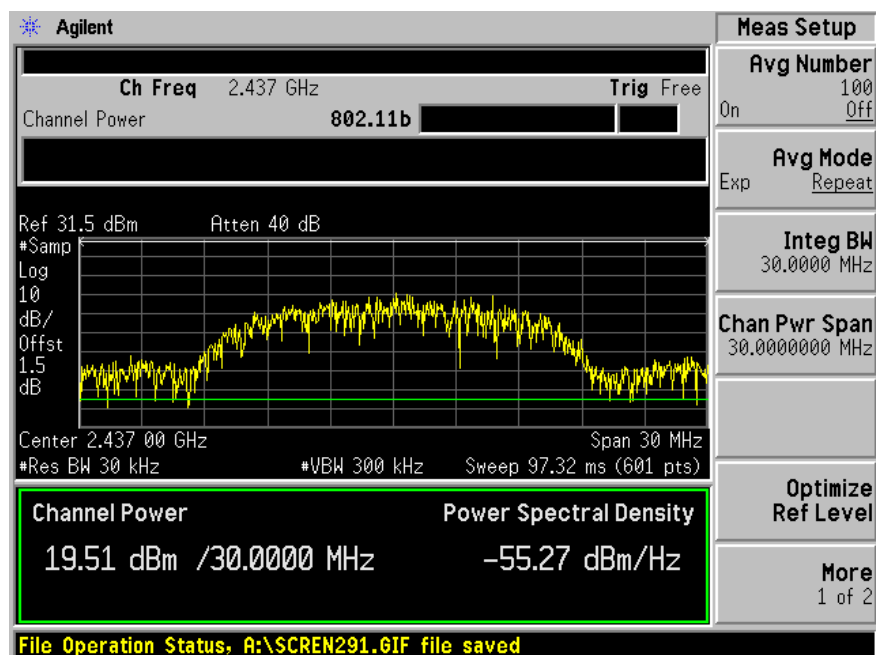 Agilent
Ch Freq 2.437 GHz Trig Free
Channel Power 802.11b
Ref 31.5 dBm Atten 40 dB
#Samp
Log
10
dB/
Offst
1.5
dB
Center 2.437 00 GHz Span 30 MHz
#Res BW 30 kHz #VBW 300 kHz Sweep 97.32 ms (601 pts)
Channel Power Power Spectral Density
19.51 dBm /30.0000 MHz -55.27 dBm/Hz
File Operation Status, A:\SCREN291.GIF file saved
Meas Setup
Avg Number
100
On Off
Avg Mode
Exp Repeat
Integ BW
30.0000 MHz
Chan Pwr Span
30.0000000 MHz
Optimize
Ref Level
More
1 of 2